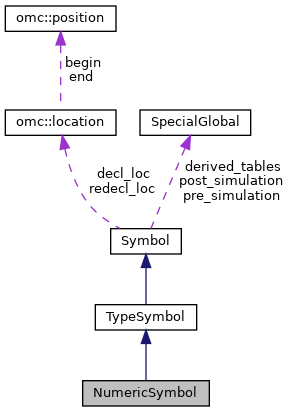 omc::position
begin
end
omc::location
SpecialGlobal
decl_loc
redecl_loc
derived_tables
post_simulation
pre_simulation
Symbol
TypeSymbol
NumericSymbol